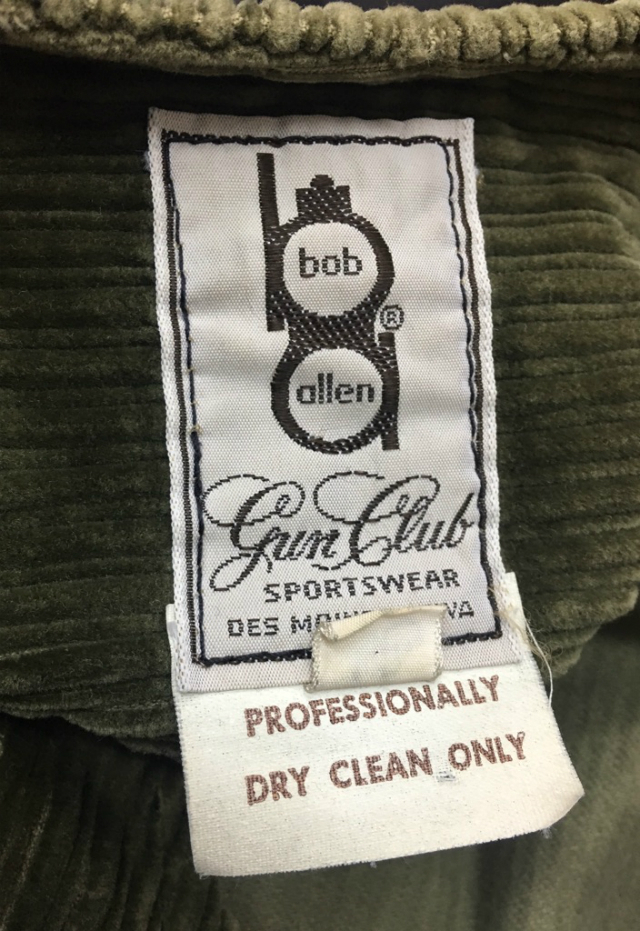 bob
®
allen
Gun Club
SPORTSWEAR
DES
PROFESSIONALLY
DRY CLEAN ONLY